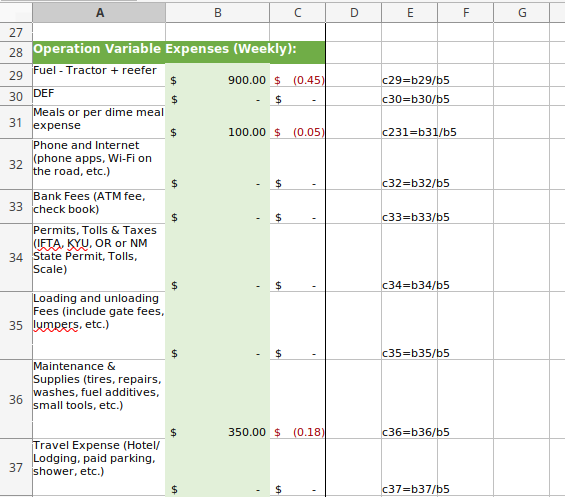 A B C D E F G
27
28 Operation Variable Expenses (Weekly):
Fuel - Tractor + reefer
29 $ 900.00 $ (0.45) c29=b29/b5
DEF
30 $ - $ - c30=b30/b5
Meals or per dime meal
expense
31 $ 100.00 $ (0.05) c231=b31/b5
Phone and Internet
(phone apps, Wi-Fi on
the road, etc.)
32 $ - $ - c32=b32/b5
Bank Fees (ATM fee,
check book)
33 $ - $ - c33=b33/b5
Permits, Tolls & Taxes
(IFTA, KYU, OR or NM
State Permit, Tolls,
Scale)
34 $ - $ - c34=b34/b5
Loading and unloading
Fees (include gate fees,
lumpers, etc.)
35 $ - $ - c35=b35/b5
Maintenance &
Supplies (tires, repairs,
washes, fuel additives,
small tools, etc.)
36 $ 350.00 $ (0.18) c36=b36/b5
Travel Expense (Hotel/
Lodging, paid parking,
shower, etc.)
37 $ - $ - c37=b37/b5